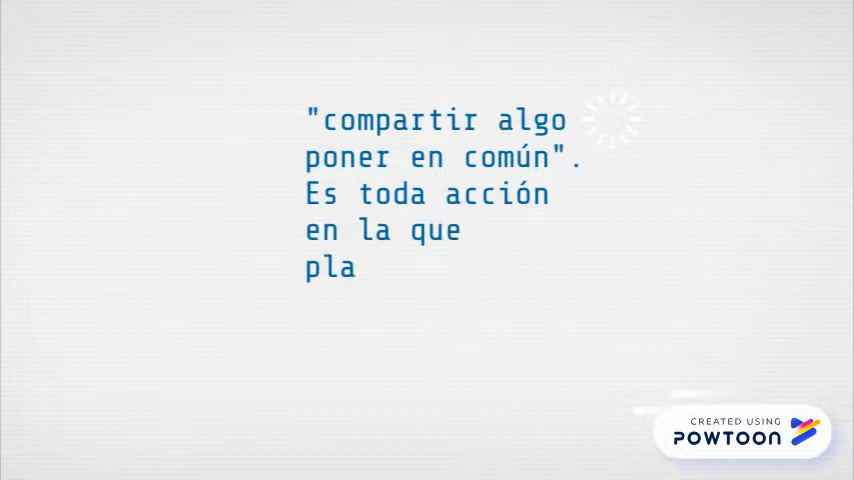 "compartir algo
poner en común".
Es toda acción
en la que
pla
CREATED USING
POWTOON